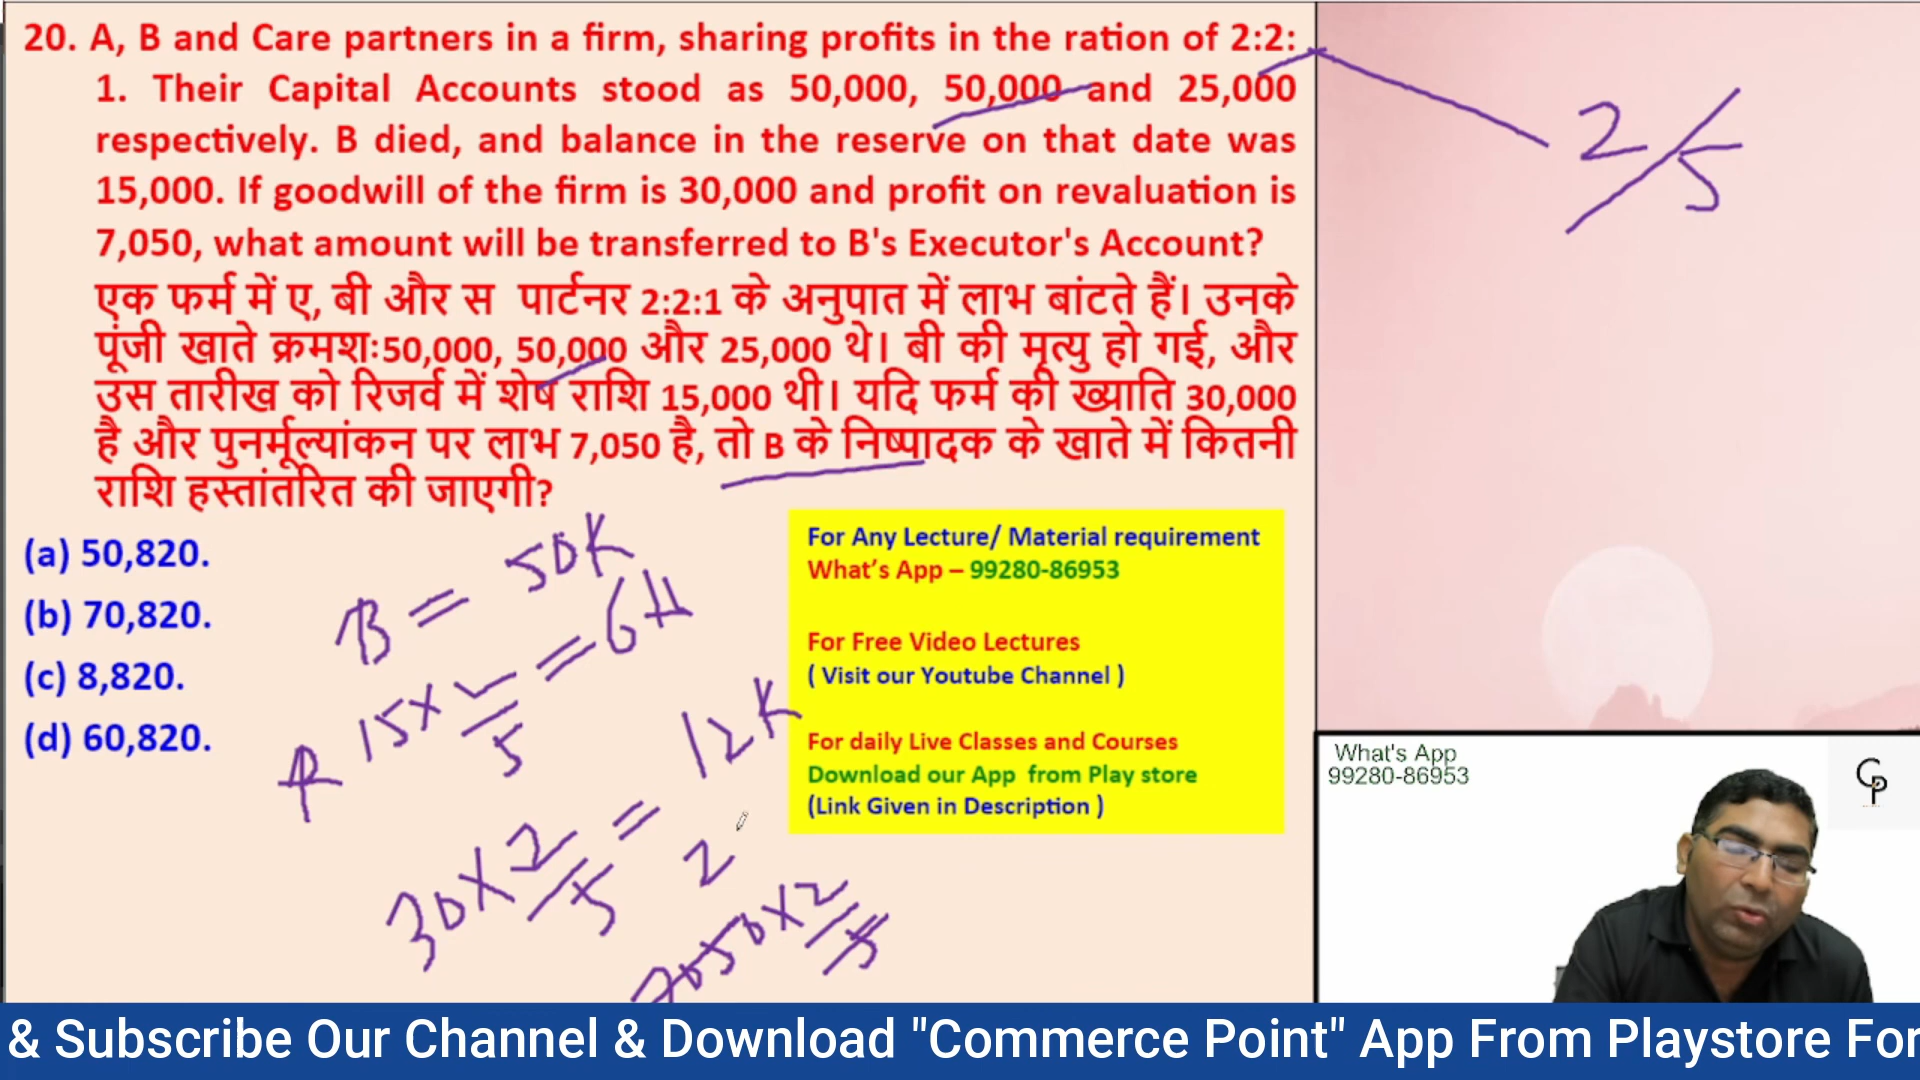 20. A, B and Care partners in a firm, sharing profits in the ration of 2:2:
1. Their Capital Accounts stood as 50,000, 50,000 and 25,000
respectively. B died, and balance in the reserve on that date was
15,000. If goodwill of the firm is 30,000 and profit on revaluation is
7,050, what amount will be transferred to B's Executor's Account?
एक फर्म में ए, बी और स पार्टनर 2:2:1 के अनुपात में लाभ बांटते हैं। उनके
पूंजी खाते क्रमशः50,000, 50,000 और 25,000 थे। बी की मृत्यु हो गई, और
उस तारीख को रिजर्व में शेष राशि 15,000 थी। यदि फर्म की ख्याति 30,000
है और पुनर्मूल्यांकन पर लाभ 7,050 है, तो B के निष्पादक के खाते में कितनी
राशि हस्तांतरित की जाएगी?
(a) 50,820.
(b) 70,820.
(c) 8,820.
(d) 60,820.
2/5
B = 50K
15x /5 = 6H
R
30x2/5 = 12K
2
7050x2/5
For Any Lecture/ Material requirement
What's App – 99280-86953
For Free Video Lectures
( Visit our Youtube Channel )
For daily Live Classes and Courses
Download our App from Play store
(Link Given in Description )
What's App
99280-86953
CP
& Subscribe Our Channel & Download "Commerce Point" App From Playstore For